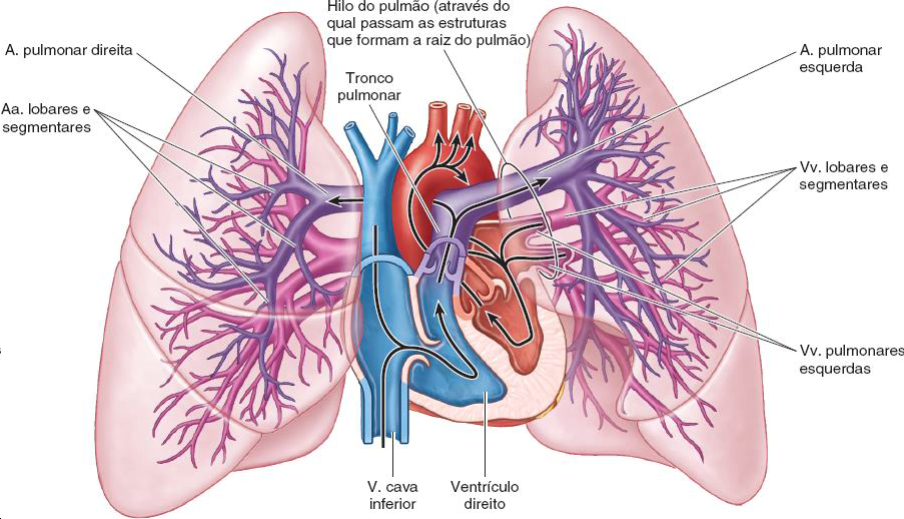 Hilo do pulmão (através do
qual passam as estruturas
que formam a raiz do pulmão)
A. pulmonar direita
Aa. lobares e
segmentares
Tronco
pulmonar
A. pulmonar
esquerda
Vv. lobares e
segmentares
Vv. pulmonares
esquerdas
V. cava
inferior
Ventrículo
direito